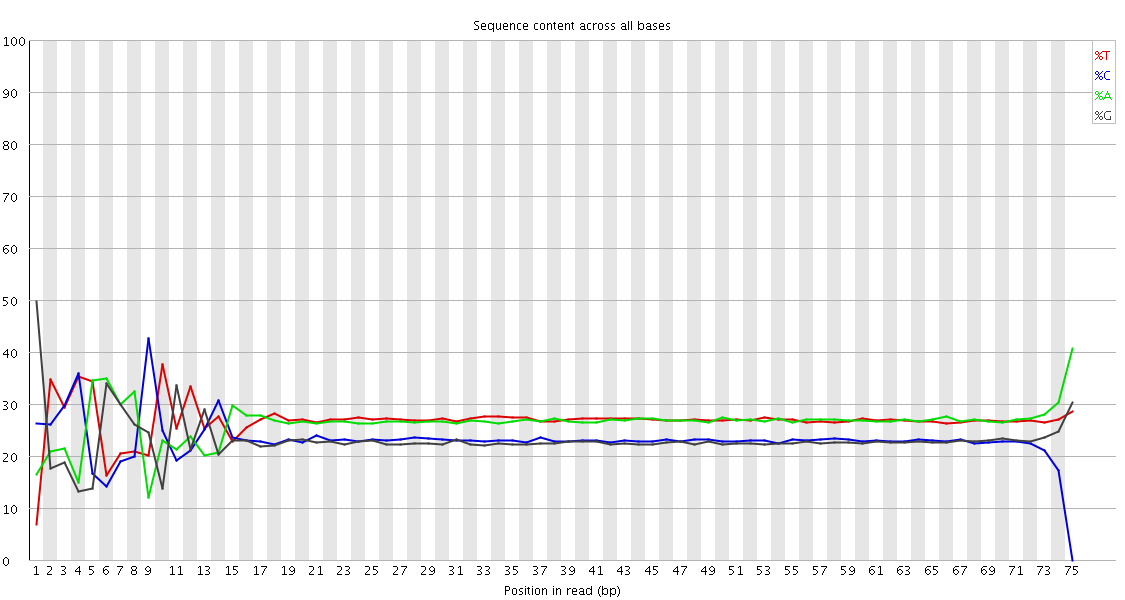 Sequence content across all bases
100
90
80
70
60
50
40
30
20
10
0
%T
%C
%A
%G
1 2 3 4 5 6 7 8 9 11 13 15 17 19 21 23 25 27 29 31 33 35 37 39 41 43 45 47 49 51 53 55 57 59 61 63 65 67 69 71 73 75
Position in read (bp)